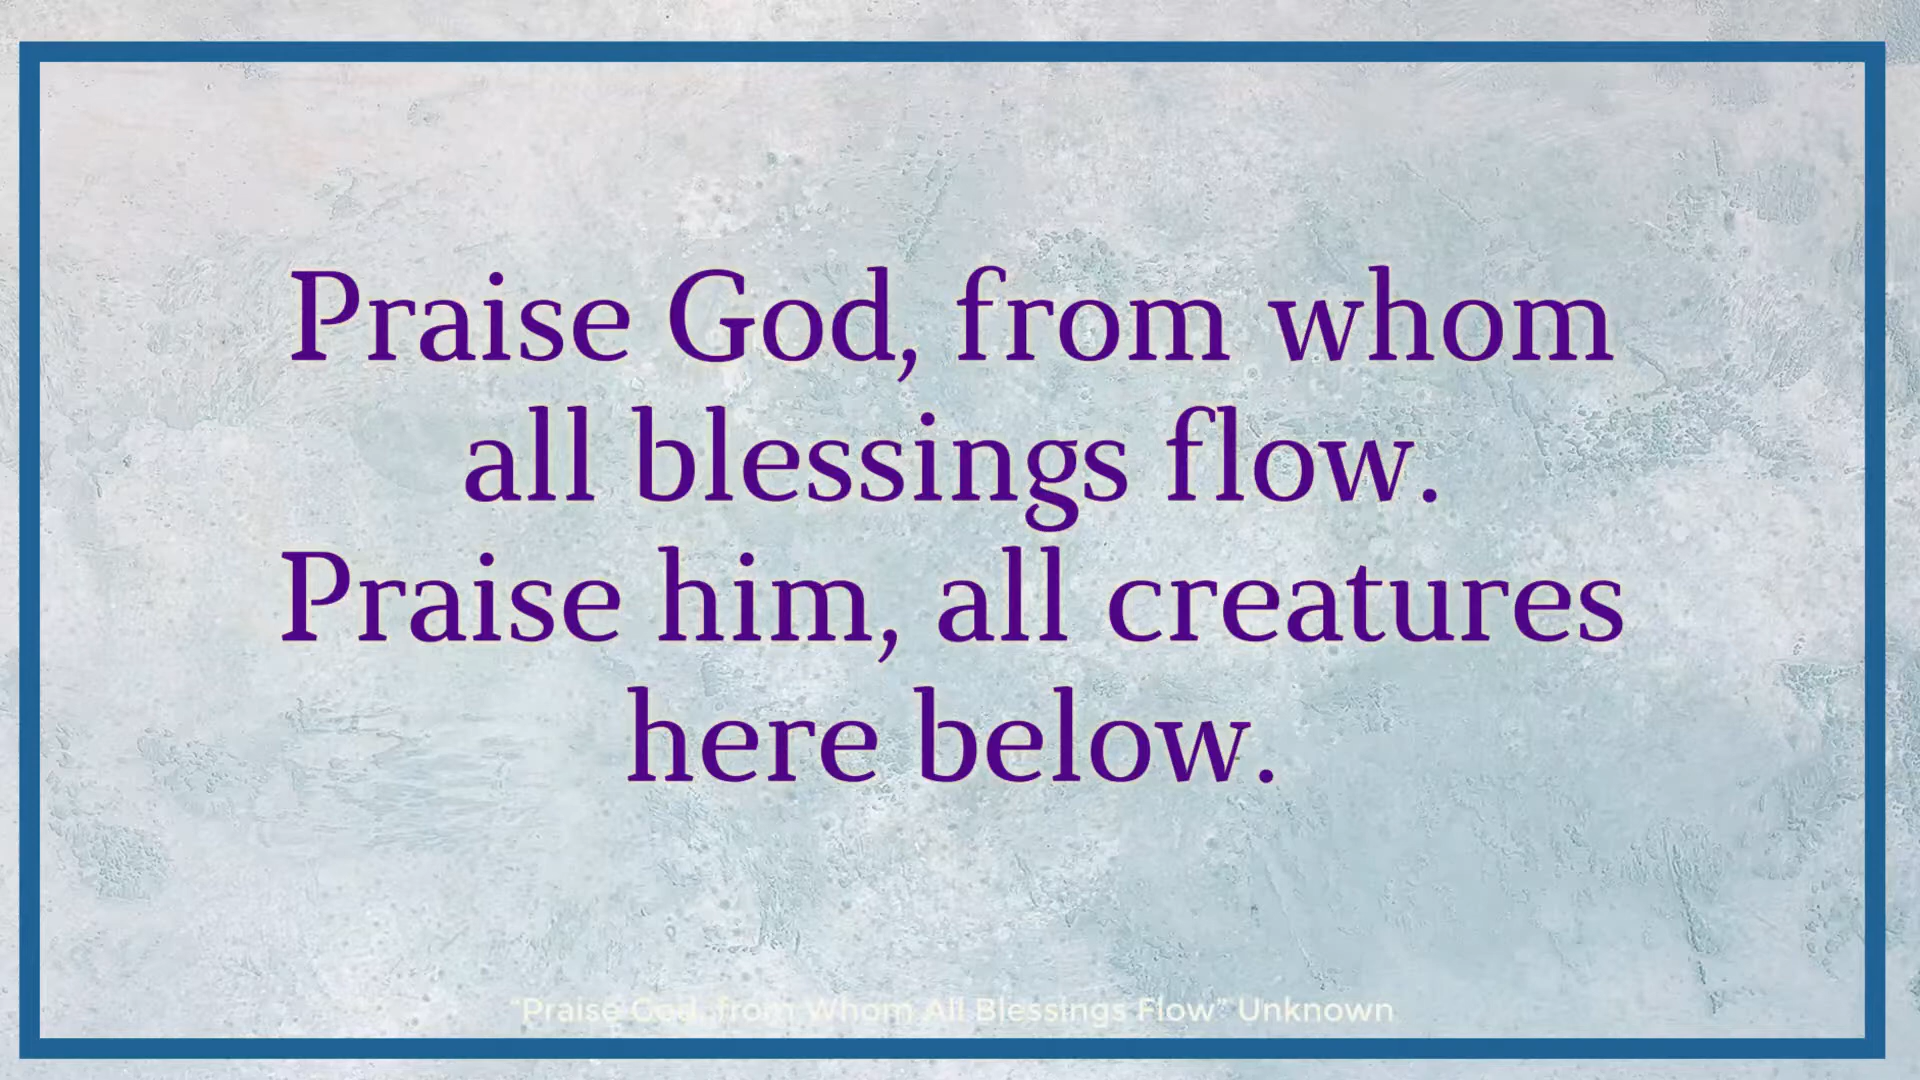 Praise God, from whom
all blessings flow.
Praise him, all creatures
here below.
"Praise God, from Whom All Blessings Flow" Unknown